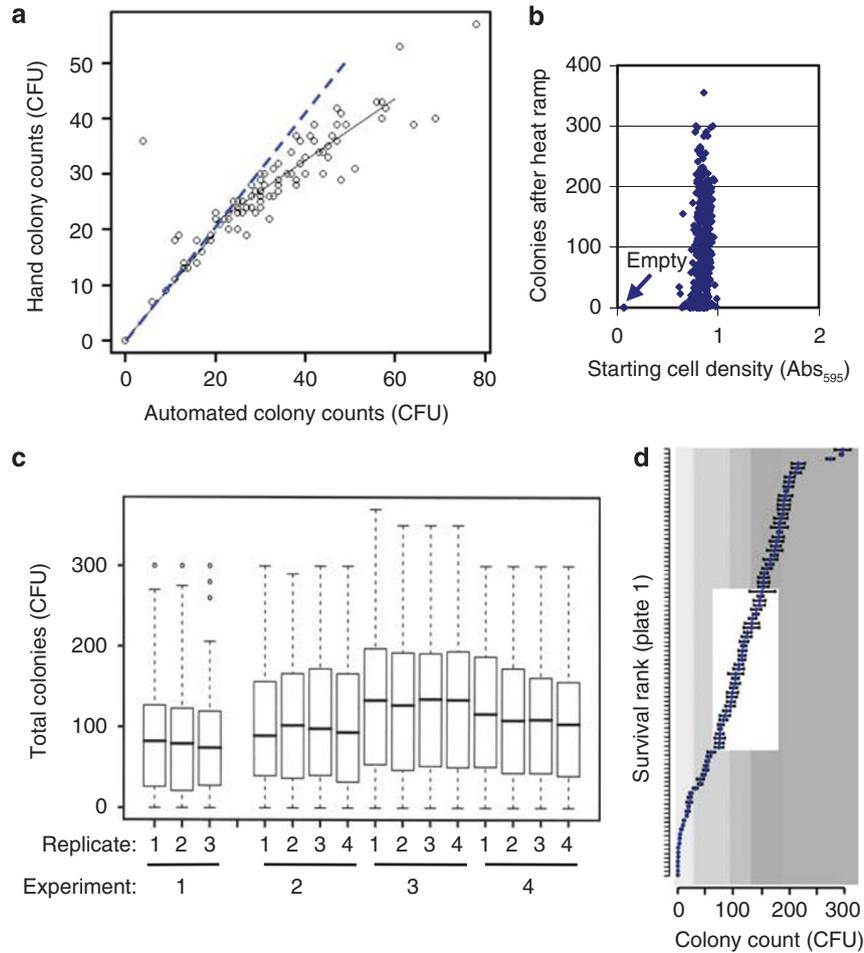 a
50
40
30
20
10
0
Hand colony counts (CFU)
0 20 40 60 80
Automated colony counts (CFU)
b
400
300
200
100
0
Colonies after heat ramp
Empty
0 1 2
Starting cell density (Abs595)
c
300
200
100
0
Total colonies (CFU)
Replicate: 1 2 3 1 2 3 4 1 2 3 4 1 2 3 4
Experiment: 1 2 3 4
d
Survival rank (plate 1)
0 100 200 300
Colony count (CFU)